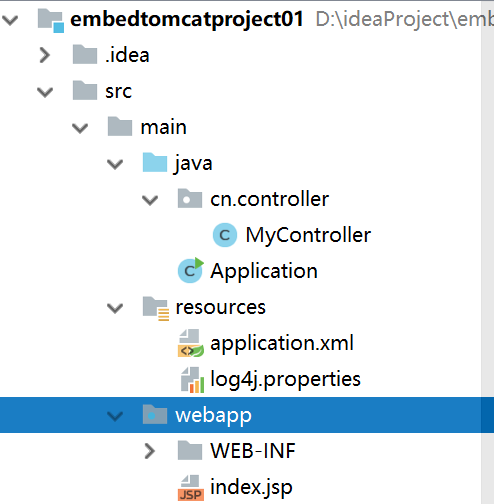 embedtomcatproject01 D:\ideaProject\emb
.idea
src
main
java
cn.controller
C MyController
C Application
resources
application.xml
log4j.properties
webapp
WEB-INF
JSP index.jsp